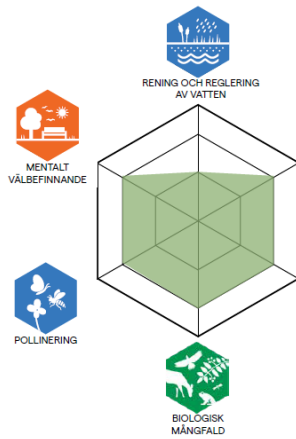 RENING OCH REGLERING
AV VATTEN
MENTALT
VÄLBEFINNANDE
POLLINERING
BIOLOGISK
MÅNGFALD